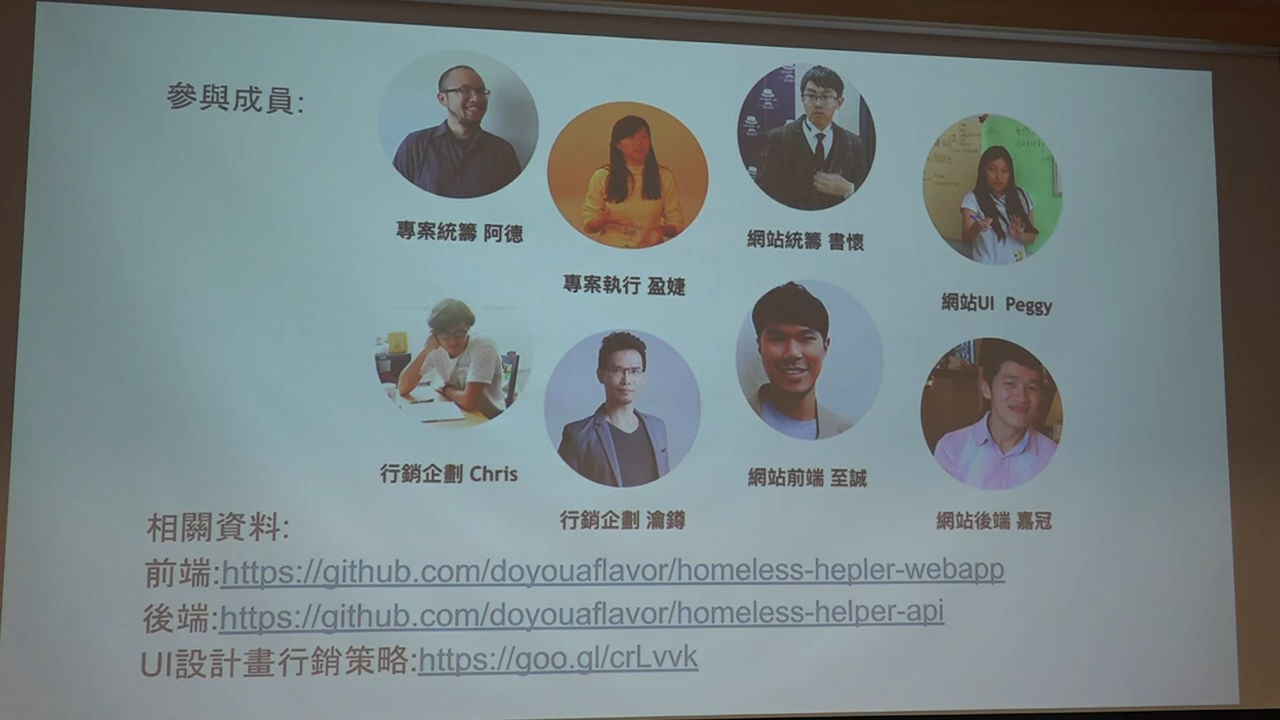 參與成員:
專案統籌 阿德
專案執行 盈婕
網站統籌 書懷
網站UI Peggy
行銷企劃 Chris
行銷企劃 瀹鐏
網站前端 至誠
網站後端 嘉冠
相關資料:
前端:https://github.com/doyouaflavor/homeless-hepler-webapp
後端:https://github.com/doyouaflavor/homeless-helper-api
UI設計畫行銷策略:https://goo.gl/crLvvk